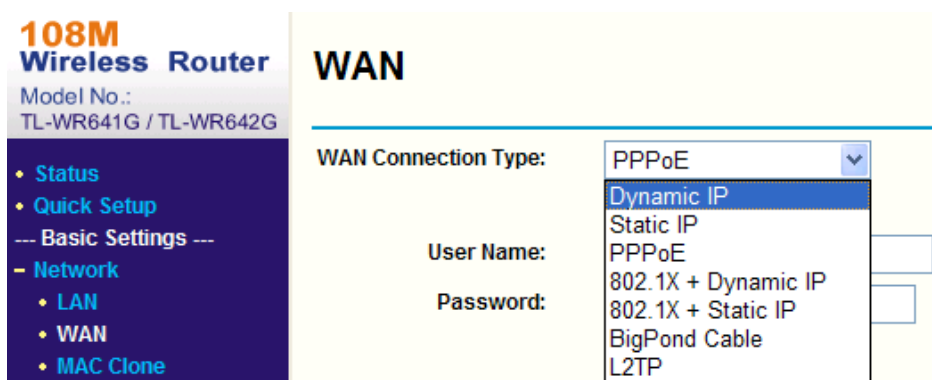 108M
Wireless Router
Model No.:
TL-WR641G / TL-WR642G
• Status
• Quick Setup
--- Basic Settings ---
– Network
• LAN
• WAN
• MAC Clone
WAN
WAN Connection Type: PPPoE
Dynamic IP
Static IP
PPPoE
802.1X + Dynamic IP
802.1X + Static IP
BigPond Cable
L2TP
User Name:
Password: